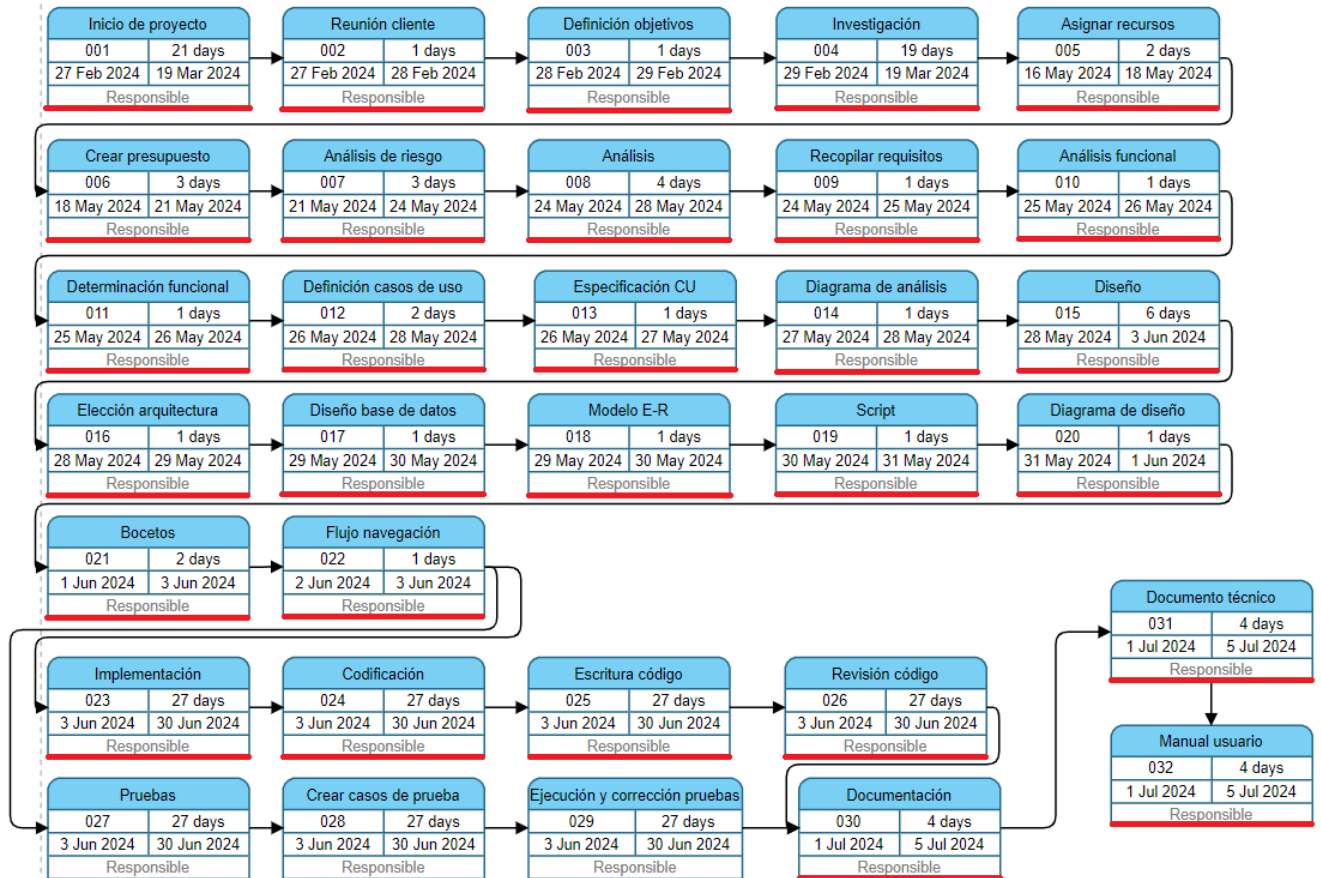 Inicio de proyecto
001 21 days
27 Feb 2024 19 Mar 2024
Responsible
Reunión cliente
002 1 days
27 Feb 2024 28 Feb 2024
Responsible
Definición objetivos
003 1 days
28 Feb 2024 29 Feb 2024
Responsible
Investigación
004 19 days
29 Feb 2024 19 Mar 2024
Responsible
Asignar recursos
005 2 days
16 May 2024 18 May 2024
Responsible
Crear presupuesto
006 3 days
18 May 2024 21 May 2024
Responsible
Análisis de riesgo
007 3 days
21 May 2024 24 May 2024
Responsible
Análisis
008 4 days
24 May 2024 28 May 2024
Responsible
Recopilar requisitos
009 1 days
24 May 2024 25 May 2024
Responsible
Análisis funcional
010 1 days
25 May 2024 26 May 2024
Responsible
Determinación funcional
011 1 days
25 May 2024 26 May 2024
Responsible
Definición casos de uso
012 2 days
26 May 2024 28 May 2024
Responsible
Especificación CU
013 1 days
26 May 2024 27 May 2024
Responsible
Diagrama de análisis
014 1 days
27 May 2024 28 May 2024
Responsible
Diseño
015 6 days
28 May 2024 3 Jun 2024
Responsible
Elección arquitectura
016 1 days
28 May 2024 29 May 2024
Responsible
Diseño base de datos
017 1 days
29 May 2024 30 May 2024
Responsible
Modelo E-R
018 1 days
29 May 2024 30 May 2024
Responsible
Script
019 1 days
30 May 2024 31 May 2024
Responsible
Diagrama de diseño
020 1 days
31 May 2024 1 Jun 2024
Responsible
Bocetos
021 2 days
1 Jun 2024 3 Jun 2024
Responsible
Flujo navegación
022 1 days
2 Jun 2024 3 Jun 2024
Responsible
Implementación
023 27 days
3 Jun 2024 30 Jun 2024
Responsible
Codificación
024 27 days
3 Jun 2024 30 Jun 2024
Responsible
Escritura código
025 27 days
3 Jun 2024 30 Jun 2024
Responsible
Revisión código
026 27 days
3 Jun 2024 30 Jun 2024
Responsible
Pruebas
027 27 days
3 Jun 2024 30 Jun 2024
Responsible
Crear casos de prueba
028 27 days
3 Jun 2024 30 Jun 2024
Responsible
Ejecución y corrección pruebas
029 27 days
3 Jun 2024 30 Jun 2024
Responsible
Documentación
030 4 days
1 Jul 2024 5 Jul 2024
Responsible
Documento técnico
031 4 days
1 Jul 2024 5 Jul 2024
Responsible
Manual usuario
032 4 days
1 Jul 2024 5 Jul 2024
Responsible